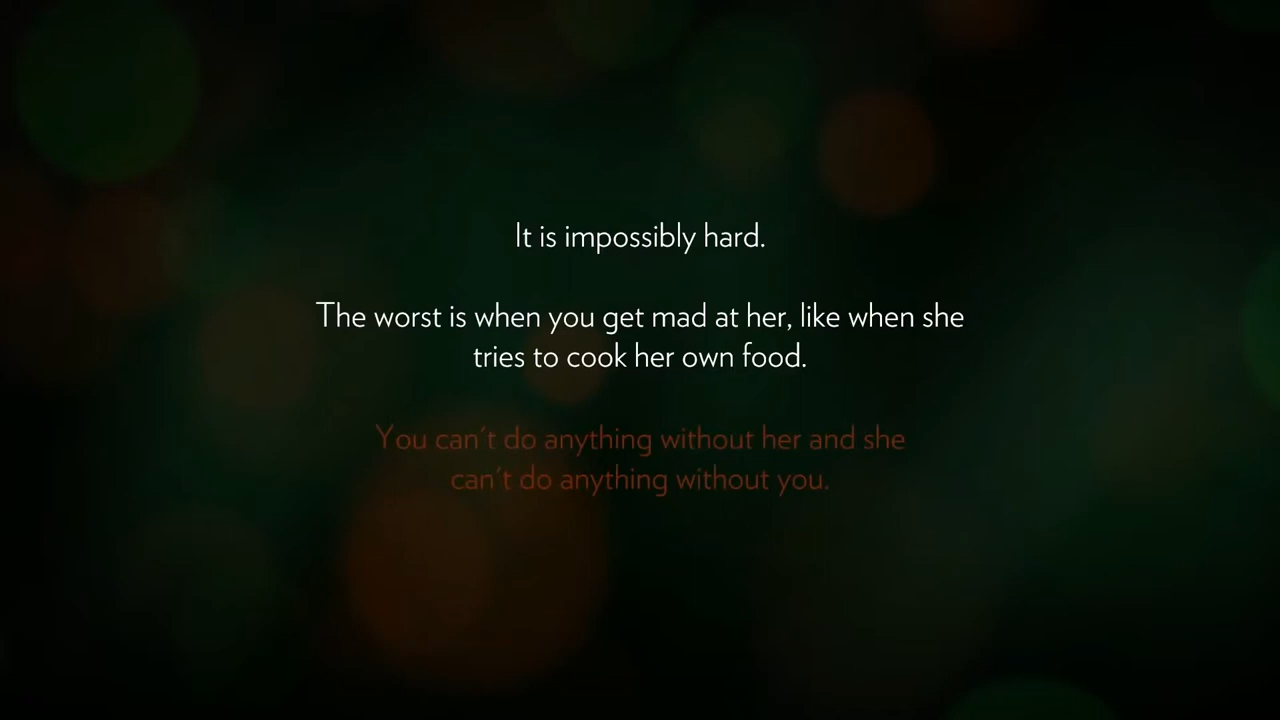 It is impossibly hard.
The worst is when you get mad at her, like when she
tries to cook her own food.
You can't do anything without her and she
can't do anything without you.